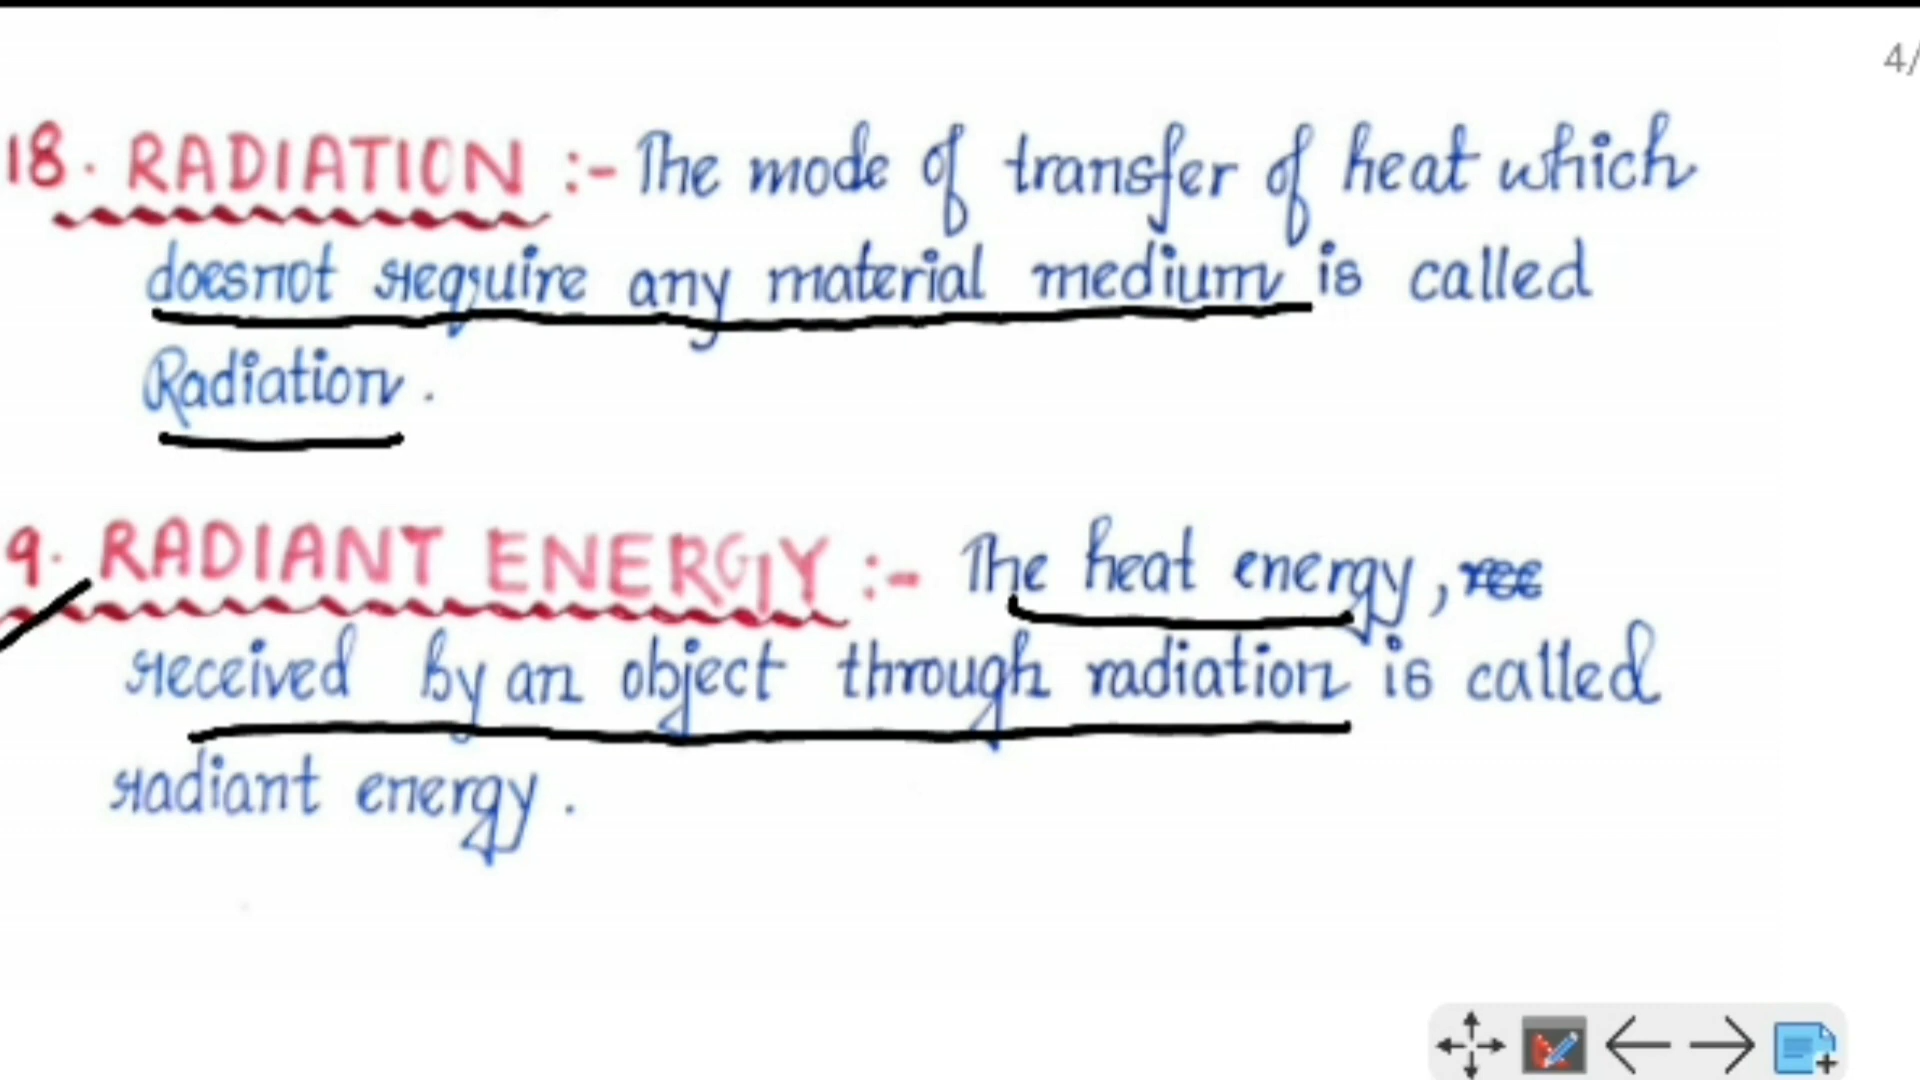 4/
18. RADIATION :- The mode of transfer of heat which
doesnot require any material medium is called
Radiation.
9. RADIANT ENERGY :- The heat energy, rec
received by an object through radiation is called
radiant energy.